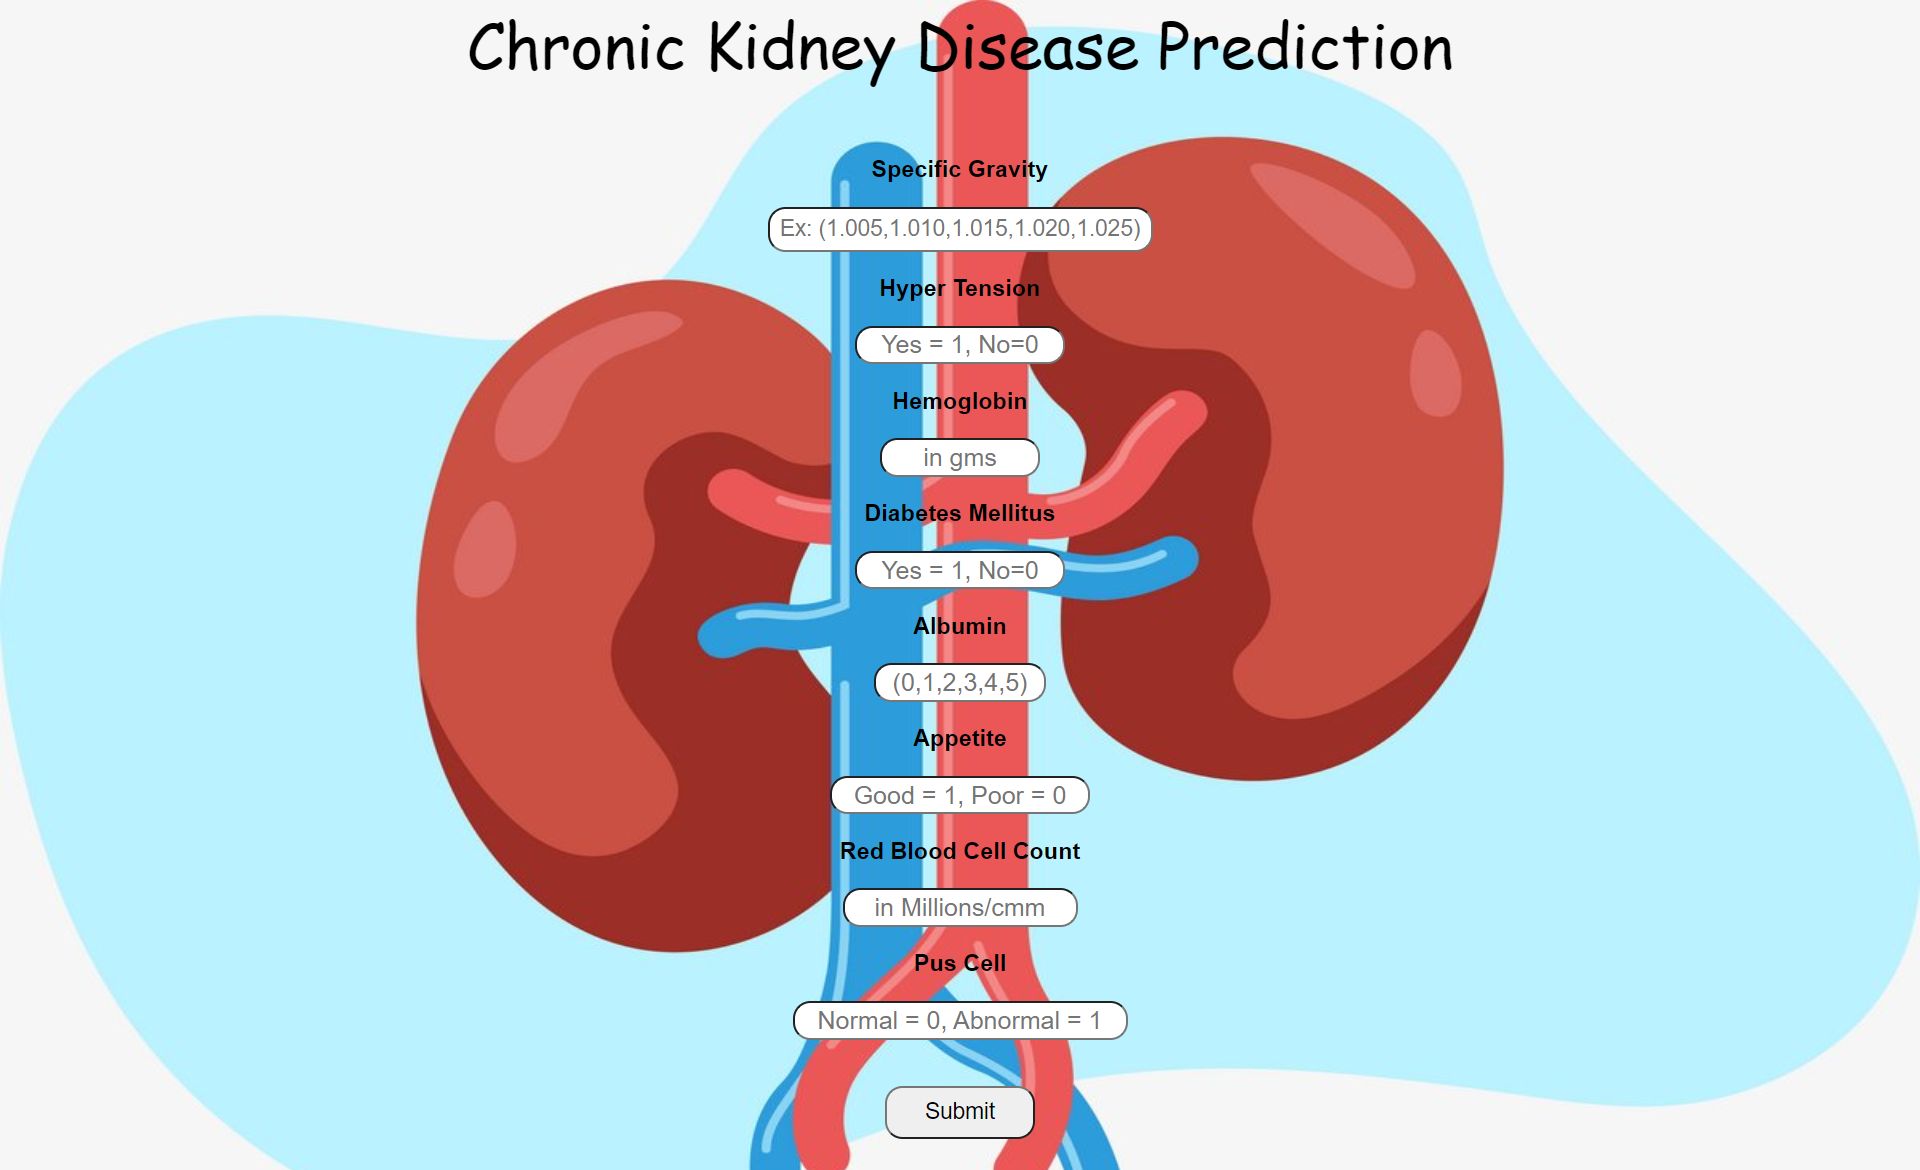 Chronic Kidney Disease Prediction
Specific Gravity
Ex: (1.005,1.010,1.015,1.020,1.025)
Hyper Tension
Yes = 1, No=0
Hemoglobin
in gms
Diabetes Mellitus
Yes = 1, No=0
Albumin
(0,1,2,3,4,5)
Appetite
Good = 1, Poor = 0
Red Blood Cell Count
in Millions/cmm
Pus Cell
Normal = 0, Abnormal = 1
Submit